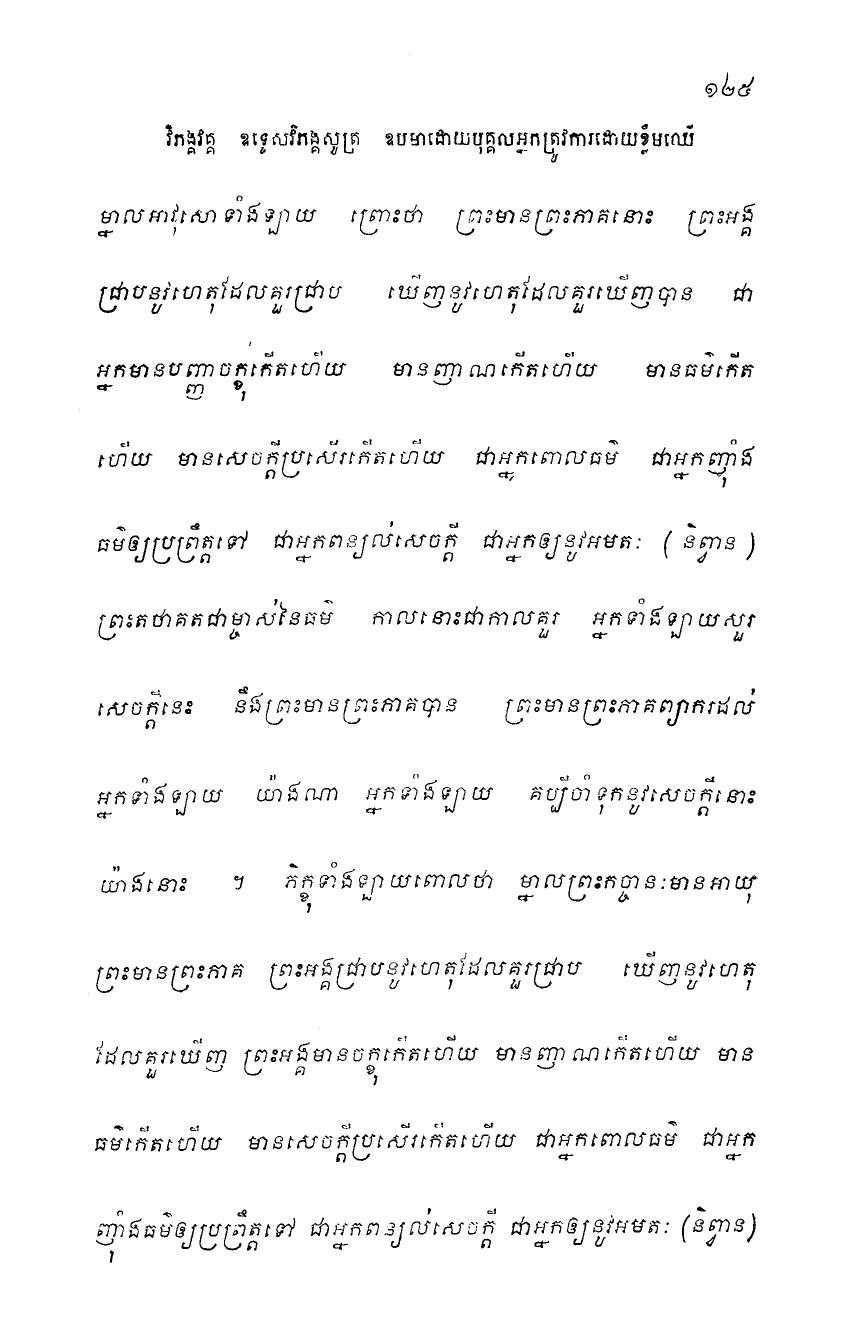 ១២៥
វិភង្គវគ្គ ឧទ្ទេសវិភង្គសូត្រ ឧបមាដោយបុគ្គលអ្នកត្រូវការដោយខ្លឹមឈើ
ម្នាលអាវុសោទាំងឡាយ ព្រោះថា ព្រះមានព្រះភាគនោះ ព្រះអង្គ
ជ្រាបនូវហេតុដែលគួរជ្រាប ឃើញនូវហេតុដែលគួរឃើញបាន ជា
អ្នកមានបញ្ញាចក្ខុកើតហើយ មានញាណកើតហើយ មានធម៌កើត
ហើយ មានសេចក្តីប្រសើរកើតហើយ ជាអ្នកពោលធម៌ ជាអ្នកញុំាង
ធម៌ឲ្យប្រព្រឹត្តទៅ ជាអ្នកពន្យល់សេចក្តី ជាអ្នកឲ្យនូវអមតៈ (និព្វាន)
ព្រះតថាគតជាម្ចាស់នៃធម៌ កាលនោះជាកាលគួរ អ្នកទាំងឡាយសួរ
សេចក្តីនេះ នឹងព្រះមានព្រះភាគបាន ព្រះមានព្រះភាគព្យាករដល់
អ្នកទាំងឡាយ យ៉ាងណា អ្នកទាំងឡាយ គប្បីចាំទុកនូវសេចក្តីនោះ
យ៉ាងនោះ ។ ភិក្ខុទាំងឡាយពោលថា ម្នាលព្រះកច្ចានៈមានអាយុ
ព្រះមានព្រះភាគ ព្រះអង្គជ្រាបនូវហេតុដែលគួរជ្រាប ឃើញនូវហេតុ
ដែលគួរឃើញ ព្រះអង្គមានចក្ខុកើតហើយ មានញាណកើតហើយ មាន
ធម៌កើតហើយ មានសេចក្តីប្រសើរកើតហើយ ជាអ្នកពោលធម៌ ជាអ្នក
ញុំាងធម៌ឲ្យប្រព្រឹត្តទៅ ជាអ្នកពន្យល់សេចក្តី ជាអ្នកឲ្យនូវអមតៈ (និព្វាន)